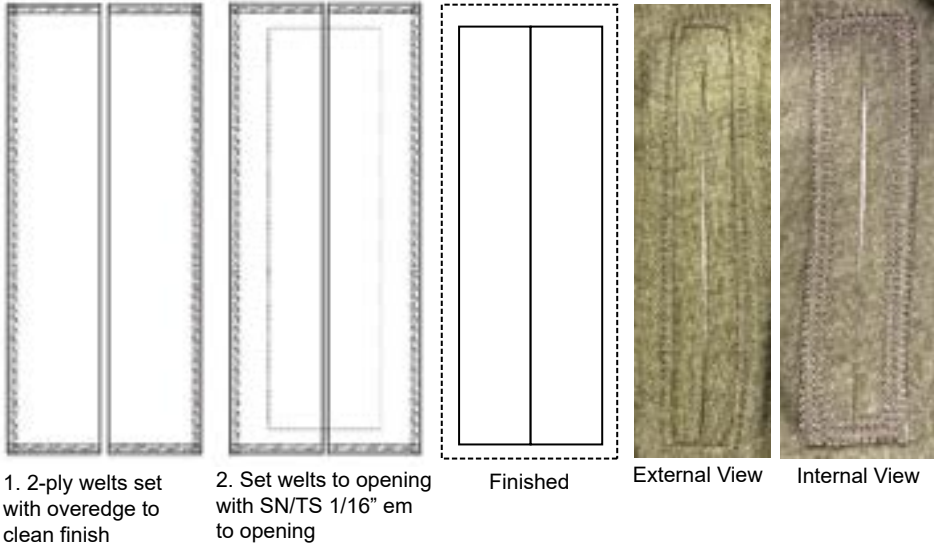 1. 2-ply welts set
with overedge to
clean finish
2. Set welts to opening
with SN/TS 1/16” em
to opening
Finished
External View
Internal View